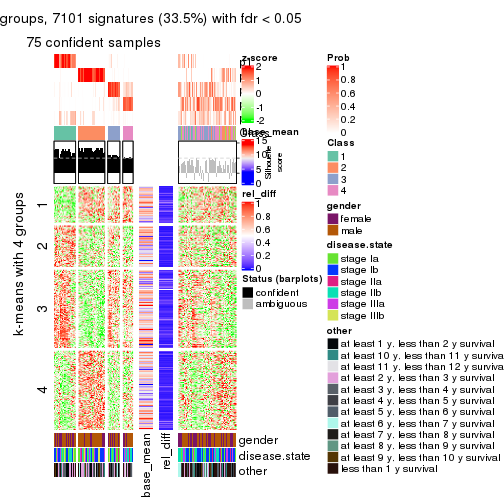 groups, 7101 signatures (33.5%) with fdr < 0.05
75 confident samples
k-means with 4 groups
1
2
3
4
base_mean
rel_diff
gender
disease.state
other
Class
z-score
2
1
0
-1
-2
base_mean
15
10
5
0
Silhouette
score
rel_diff
1
0.8
0.6
0.4
0.2
0
Status (barplots)
confident
ambiguous
Prob
1
0.8
0.6
0.4
0.2
0
Class
1
2
3
4
gender
female
male
disease.state
stage Ia
stage Ib
stage IIa
stage IIb
stage IIIa
stage IIIb
other
at least 1 y. less than 2 y survival
at least 10 y. less than 11 y surviva
at least 11 y. less than 12 y surviva
at least 2 y. less than 3 y survival
at least 3 y. less than 4 y survival
at least 4 y. less than 5 y survival
at least 5 y. less than 6 y survival
at least 6 y. less than 7 y survival
at least 7 y. less than 8 y survival
at least 8 y. less than 9 y survival
at least 9 y. less than 10 y survival
less than 1 y survival